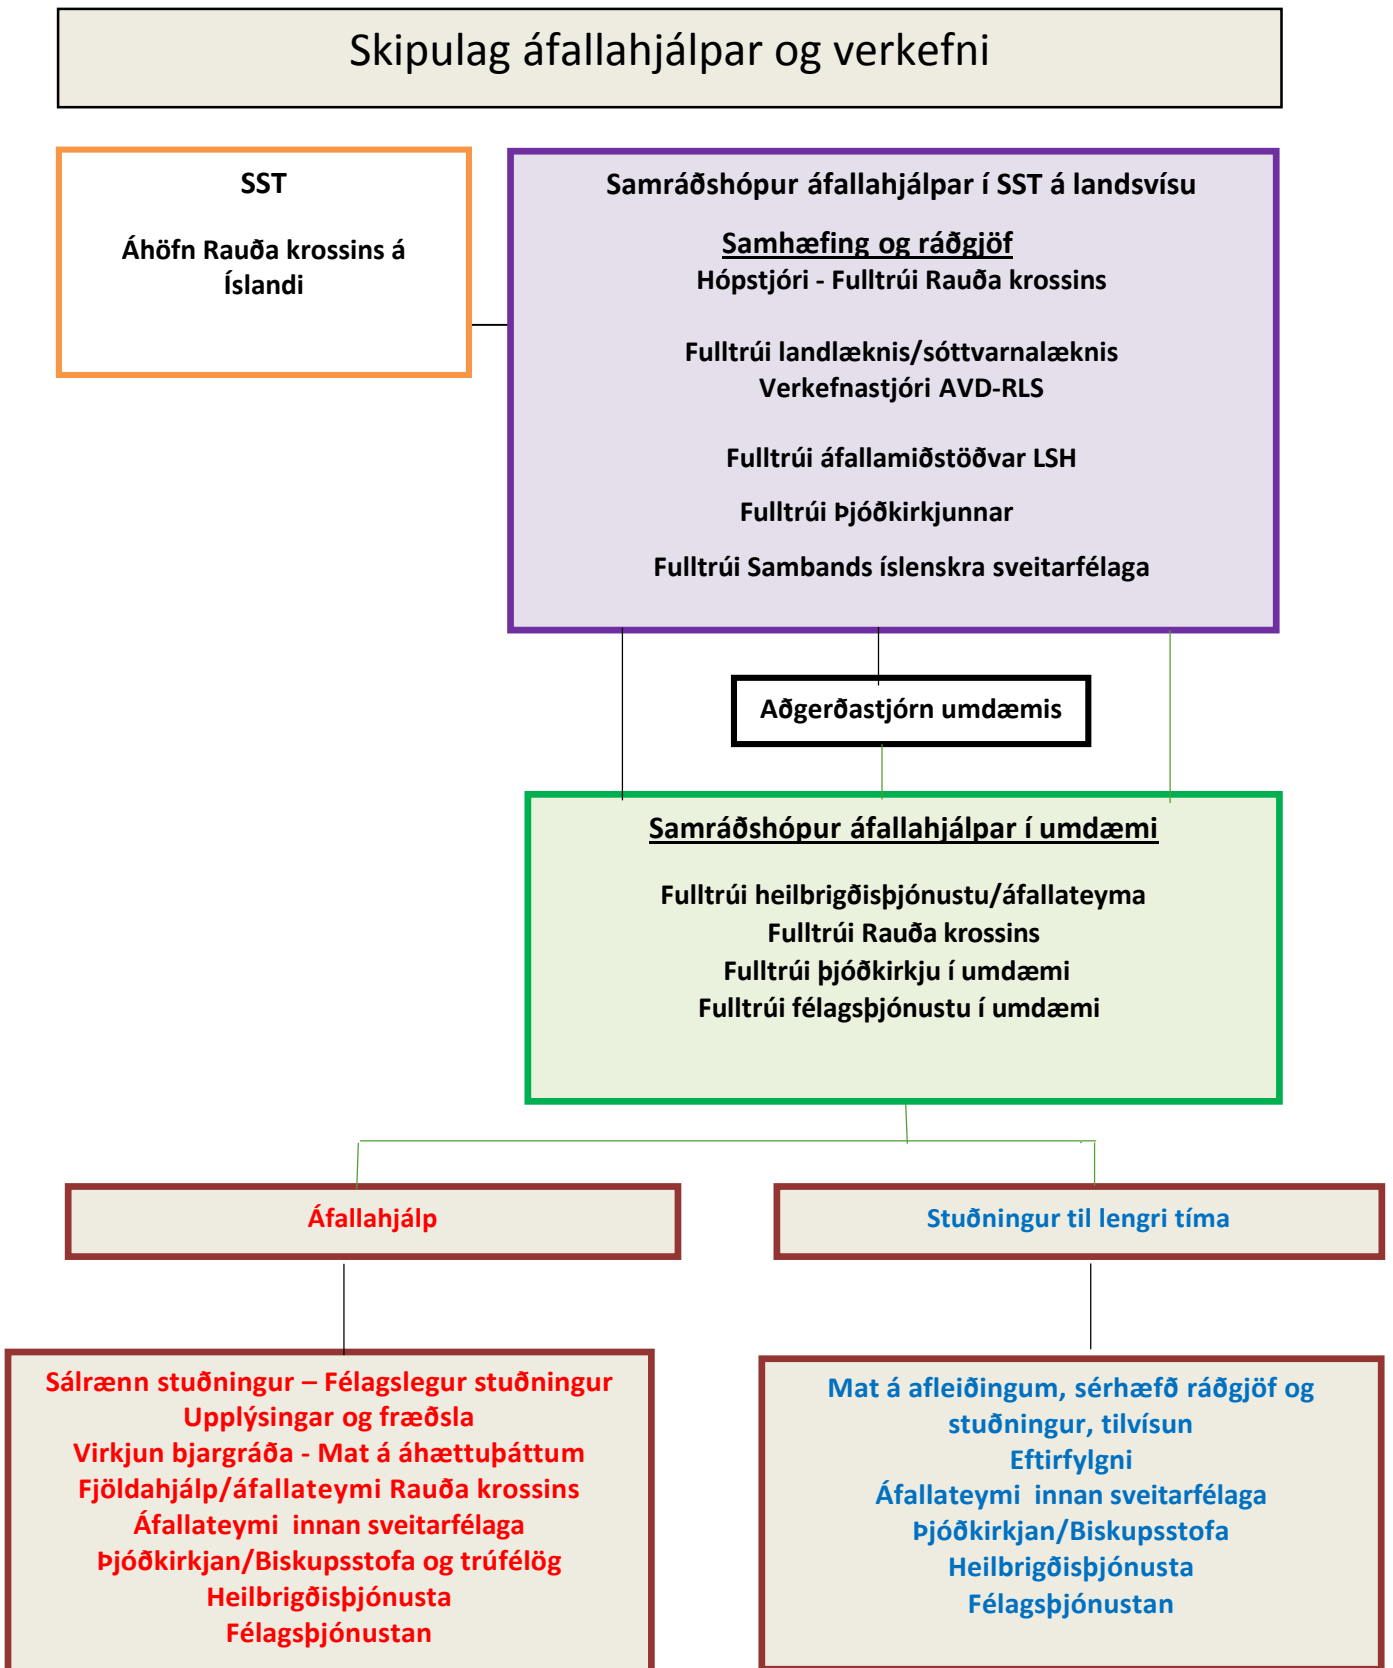 Skipulag áfallahjálpar og verkefni
SST
Áhöfn Rauða krossins á
Íslandi
Samráðshópur áfallahjálpar í SST á landsvísu
Samhæfing og ráðgjöf
Hópstjóri - Fulltrúi Rauða krossins
Fulltrúi landlæknis/sóttvarnalæknis
Verkefnastjóri AVD-RLS
Fulltrúi áfallamiðstöðvar LSH
Fulltrúi Þjóðkirkjunnar
Fulltrúi Sambands íslenskra sveitarfélaga
Aðgerðastjórn umdæmis
Samráðshópur áfallahjálpar í umdæmi
Fulltrúi heilbrigðisþjónustu/áfallateyma
Fulltrúi Rauða krossins
Fulltrúi þjóðkirkju í umdæmi
Fulltrúi félagsþjónustu í umdæmi
Áfallahjálp
Sálrænn stuðningur – Félagslegur stuðningur
Upplýsingar og fræðsla
Virkjun bjargráða - Mat á áhættuþáttum
Fjöldahjálp/áfallateymi Rauða krossins
Áfallateymi  innan sveitarfélaga
Þjóðkirkjan/Biskupsstofa og trúfélög
Heilbrigðisþjónusta
Félagsþjónustan
Stuðningur til lengri tíma
Mat á afleiðingum, sérhæfð ráðgjöf og
stuðningur, tilvísun
Eftirfylgni
Áfallateymi  innan sveitarfélaga
Þjóðkirkjan/Biskupsstofa
Heilbrigðisþjónusta
Félagsþjónustan